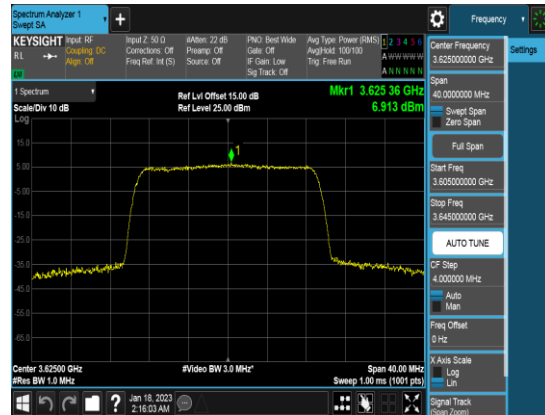 Spectrum Analyzer 1
Swept SA
+
Frequency
KEYSIGHT
Input: RF
Coupling: DC
Align: Off
Input Z: 50 Ω
Corrections: Off
Freq Ref: Int (S)
#Atten: 22 dB
Preamp: Off
Source: Off
PNO: Best Wide
Gate: Off
IF Gain: Low
Sig Track: Off
Avg Type: Power (RMS)
Avg|Hold: 100/100
Trig: Free Run
1 2 3 4 5 6
A W W W W W
A N N N N N
RL
1 Spectrum
Scale/Div 10 dB
Ref Lvl Offset 15.00 dB
Ref Level 25.00 dBm
Mkr1 3.625 36 GHz
6.913 dBm
Log
15.0
5.00
-5.00
-15.0
-25.0
-35.0
-45.0
-55.0
-65.0
1
Center 3.62500 GHz
#Res BW 1.0 MHz
#Video BW 3.0 MHz*
Span 40.00 MHz
Sweep 1.00 ms (1001 pts)
Jan 18, 2023
2:16:03 AM
?
Center Frequency
3.625000000 GHz
Settings
Span
40.0000000 MHz
Swept Span
Zero Span
Full Span
Start Freq
3.605000000 GHz
Stop Freq
3.645000000 GHz
AUTO TUNE
CF Step
4.000000 MHz
Auto
Man
Freq Offset
0 Hz
X Axis Scale
Log
Lin
Signal Track
(Span Zoom)